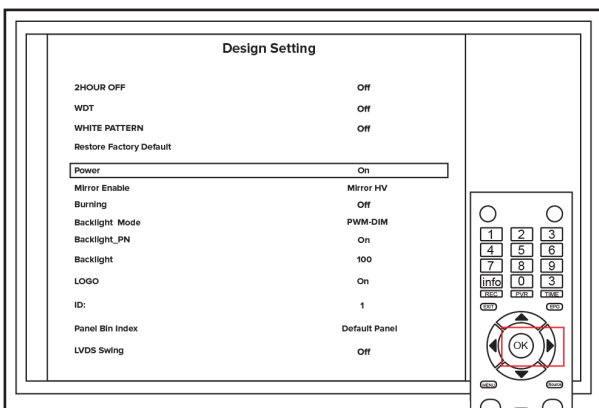 Design Setting
2HOUR OFF Off
WDT Off
WHITE PATTERN Off
Restore Factory Default
Power On
Mirror Enable Mirror HV
Burning Off
Backlight Mode PWM-DIM
Backlight_PN On
Backlight 100
LOGO On
ID: 1
Panel Bin Index Default Panel
LVDS Swing Off
1 2 3
4 5 6
7 8 9
info 0 3
REC PVR TIME
EXIT EPG
OK
MENU Source